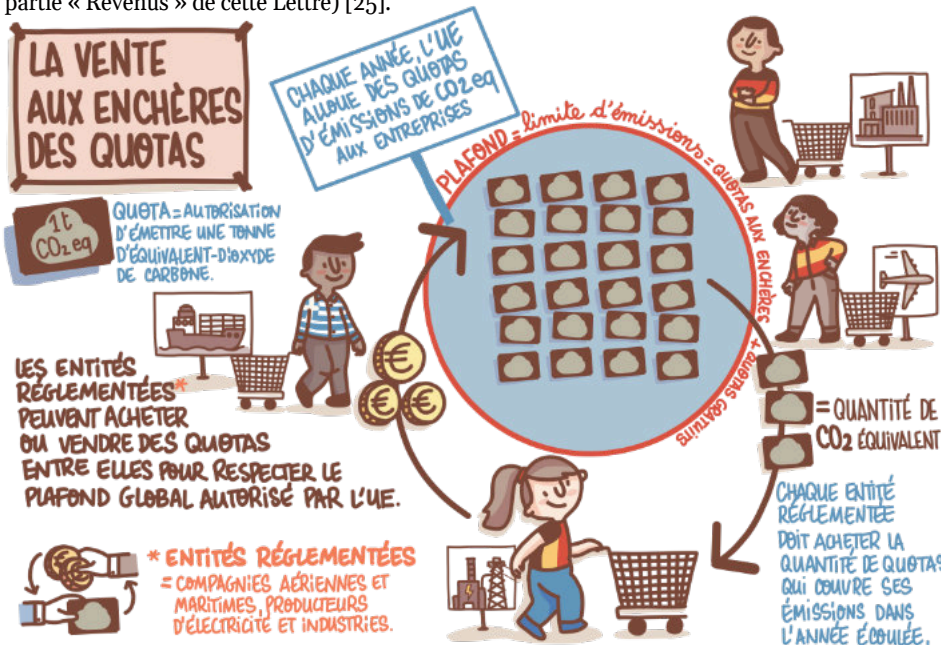 partie « Revenus » de cette Lettre) [25].
LA VENTE
AUX ENCHÈRES
DES QUOTAS
CHAQUE ANNÉE, L'UE
ALLOUE DES QUOTAS
D'ÉMISSIONS DE CO2eq
AUX ENTREPRISES
PLAFOND = limite d'émissions = QUOTAS AUX ENCHÈRES + QUOTAS GRATUITS
1t
CO2eq
QUOTA = AUTORISATION
D'ÉMETTRE UNE TONNE
D'ÉQUIVALENT-DIOXYDE
DE CARBONE.
LES ENTITÉS
RÉGLEMENTÉES*
PEUVENT ACHETER
OU VENDRE DES QUOTAS
ENTRE ELLES POUR RESPECTER LE
PLAFOND GLOBAL AUTORISÉ PAR L'UE.
= QUANTITÉ DE
CO2 ÉQUIVALENT
CHAQUE ENTITÉ
RÉGLEMENTÉE
DOIT ACHETER LA
QUANTITÉ DE QUOTAS
QUI COUVRE SES
ÉMISSIONS DANS
L'ANNÉE ÉCOULÉE.
* ENTITÉS RÉGLEMENTÉES
= COMPAGNIES AÉRIENNES ET
MARITIMES, PRODUCTEURS
D'ÉLECTRICITÉ ET INDUSTRIES.
€
€
€